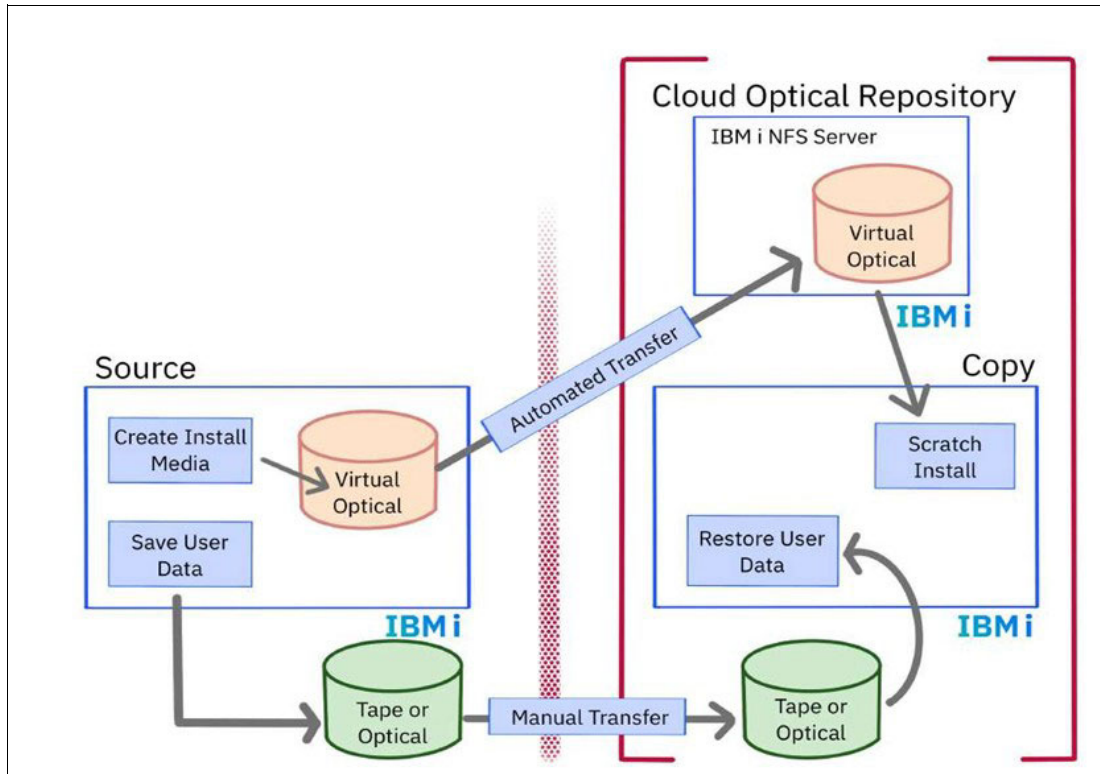 Cloud Optical Repository
IBM i NFS Server
Virtual
Optical
IBM i
Automated Transfer
Source
Create Install
Media
Virtual
Optical
Save User
Data
IBM i
Copy
Scratch
Install
Restore User
Data
IBM i
Tape or
Optical
Manual Transfer
Tape or
Optical